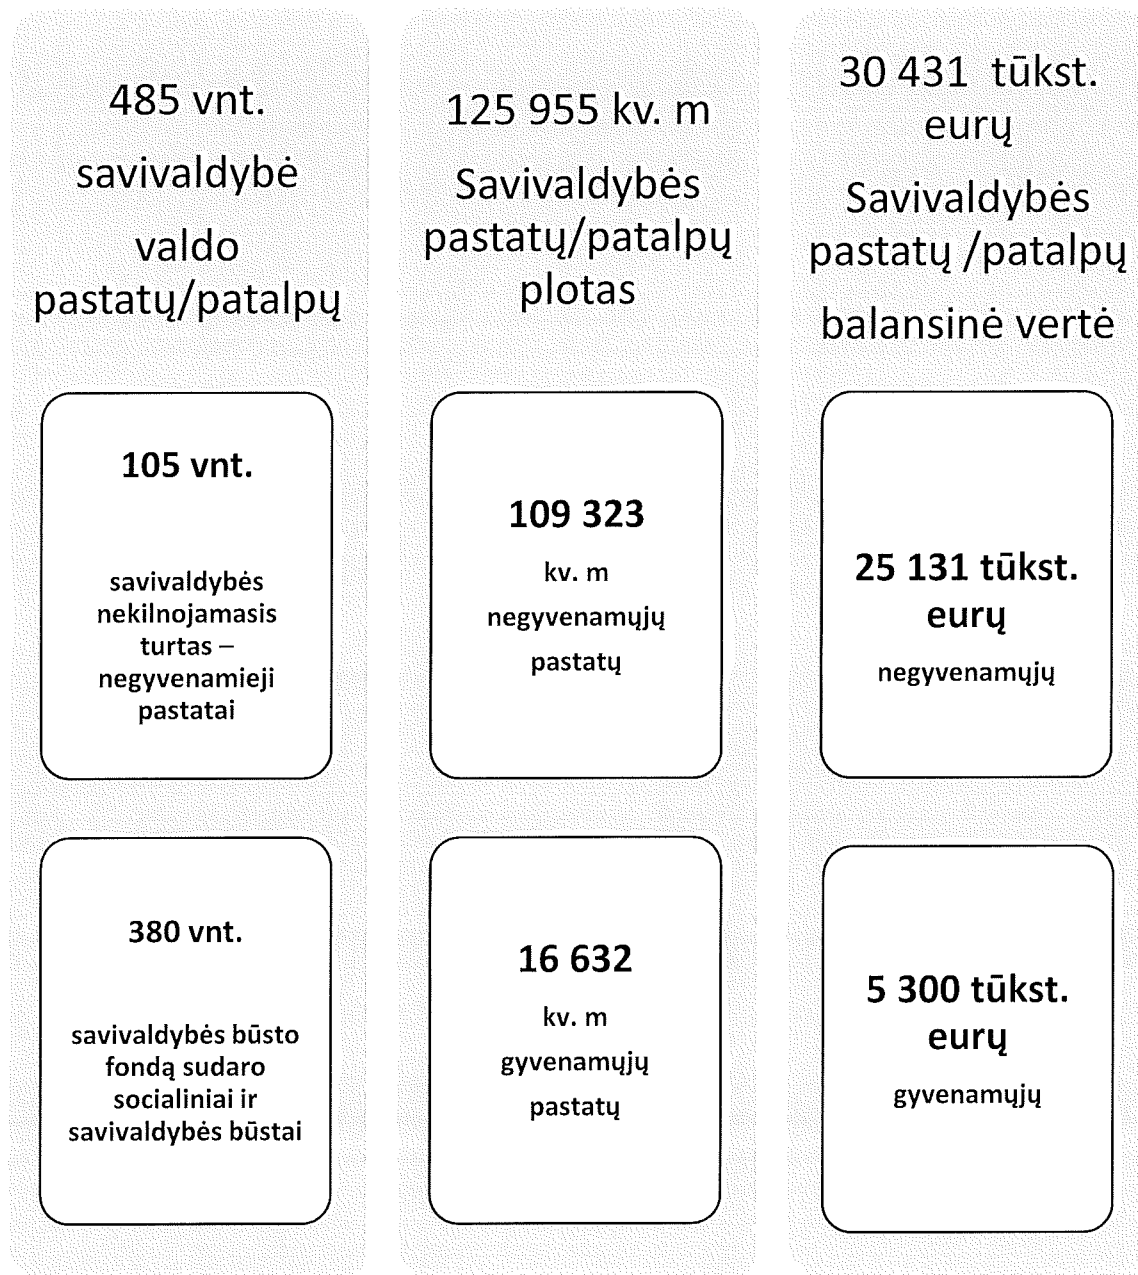 485 vnt.
savivaldybė
valdo
pastatų/patalpų
105 vnt.
savivaldybės
nekilnojamasis
turtas –
negyvenamieji
pastatai
380 vnt.
savivaldybės būsto
fondą sudaro
socialiniai ir
savivaldybės būstai
125 955 kv. m
Savivaldybės
pastatų/patalpų
plotas
109 323
kv. m
negyvenamųjų
pastatų
16 632
kv. m
gyvenamųjų
pastatų
30 431 tūkst.
eurų
Savivaldybės
pastatų /patalpų
balansinė vertė
25 131 tūkst.
eurų
negyvenamųjų
5 300 tūkst.
eurų
gyvenamųjų